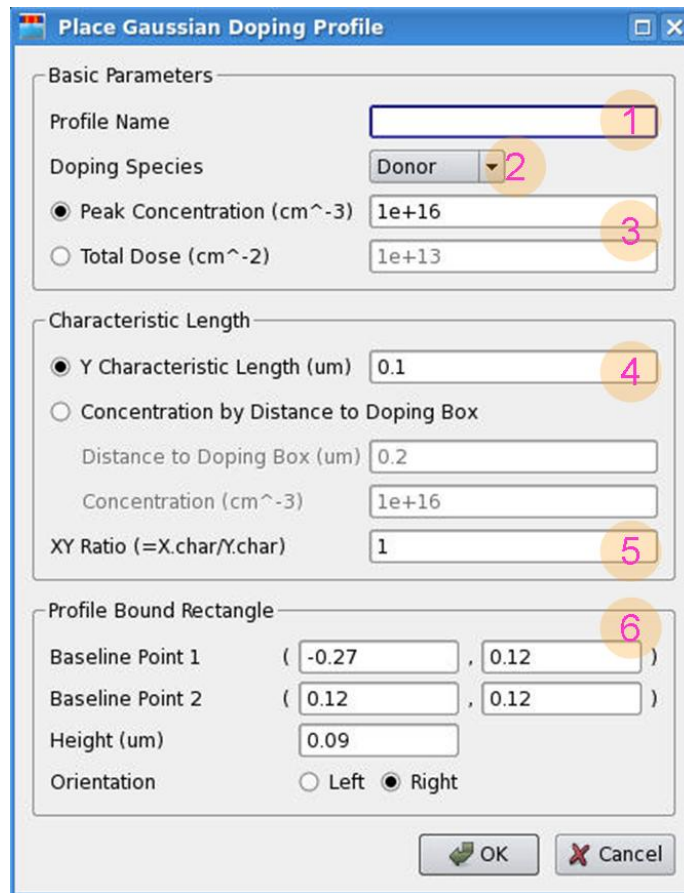 Place Gaussian Doping Profile
Basic Parameters
Profile Name 1
Doping Species Donor 2
Peak Concentration (cm^-3) 1e+16
3
Total Dose (cm^-2) 1e+13
Characteristic Length
Y Characteristic Length (um) 0.1 4
Concentration by Distance to Doping Box
Distance to Doping Box (um) 0.2
Concentration (cm^-3) 1e+16
XY Ratio (=X.char/Y.char) 1 5
Profile Bound Rectangle
6
Baseline Point 1 ( -0.27 , 0.12 )
Baseline Point 2 ( 0.12 , 0.12 )
Height (um) 0.09
Orientation Left Right
OK Cancel